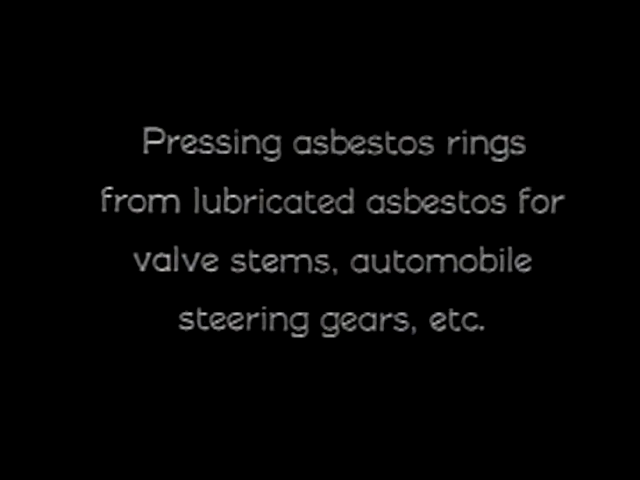 Pressing asbestos rings
from lubricated asbestos for
valve stems, automobile
steering gears, etc.